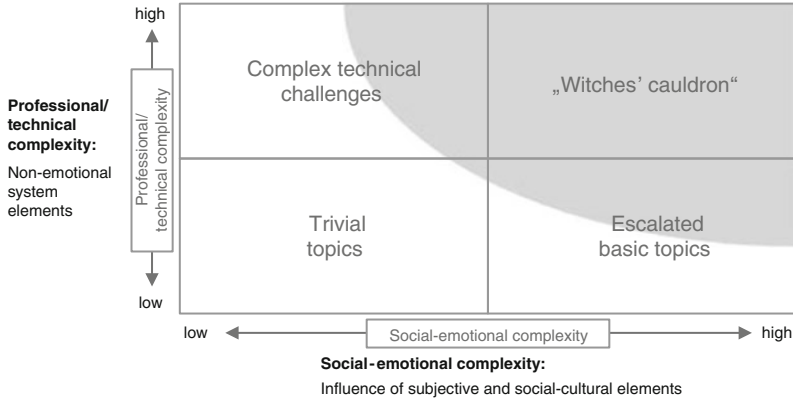 high
Professional/
technical
complexity:
Non-emotional
system
elements
Professional/
technical complexity
low
Complex technical
challenges
„Witches’ cauldron“
Trivial
topics
Escalated
basic topics
low
Social-emotional complexity
high
Social-emotional complexity:
Influence of subjective and social-cultural elements